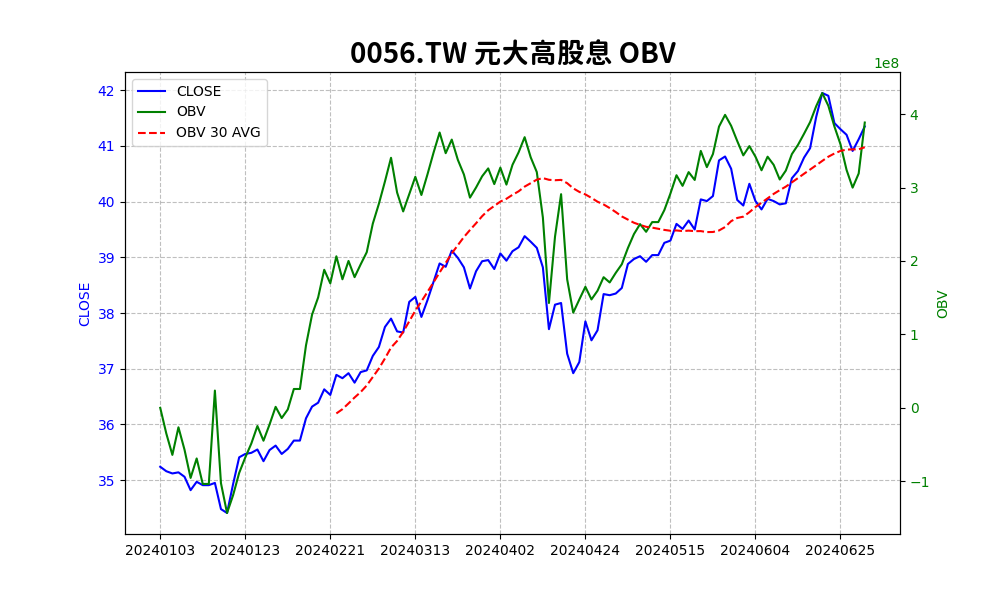 0056.TW 元大高股息 OBV
1e8
CLOSE
OBV
OBV 30 AVG
42
41
40
39
38
37
36
35
CLOSE
4
3
2
1
0
−1
OBV
20240103 20240123 20240221 20240313 20240402 20240424 20240515 20240604 20240625